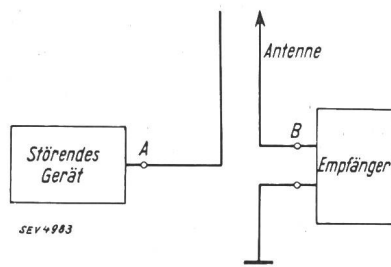 Antenne
A
B
Störendes
Gerät
Empfänger
SEV 4983